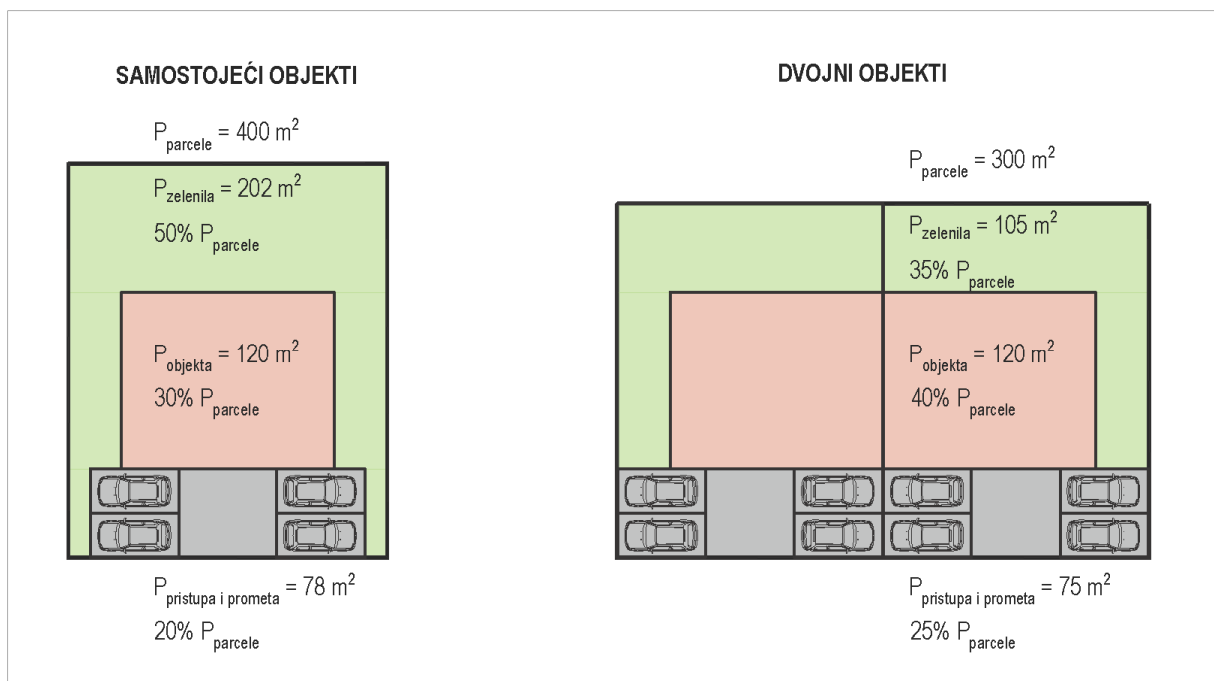 SAMOSTOJEĆI OBJEKTI
P parcele = 400 m²
P zelenila = 202 m²
50% P parcele
P objekta = 120 m²
30% P parcele
P pristupa i prometa = 78 m²
20% P parcele
DVOJNI OBJEKTI
P parcele = 300 m²
P zelenila = 105 m²
35% P parcele
P objekta = 120 m²
40% P parcele
P pristupa i prometa = 75 m²
25% P parcele